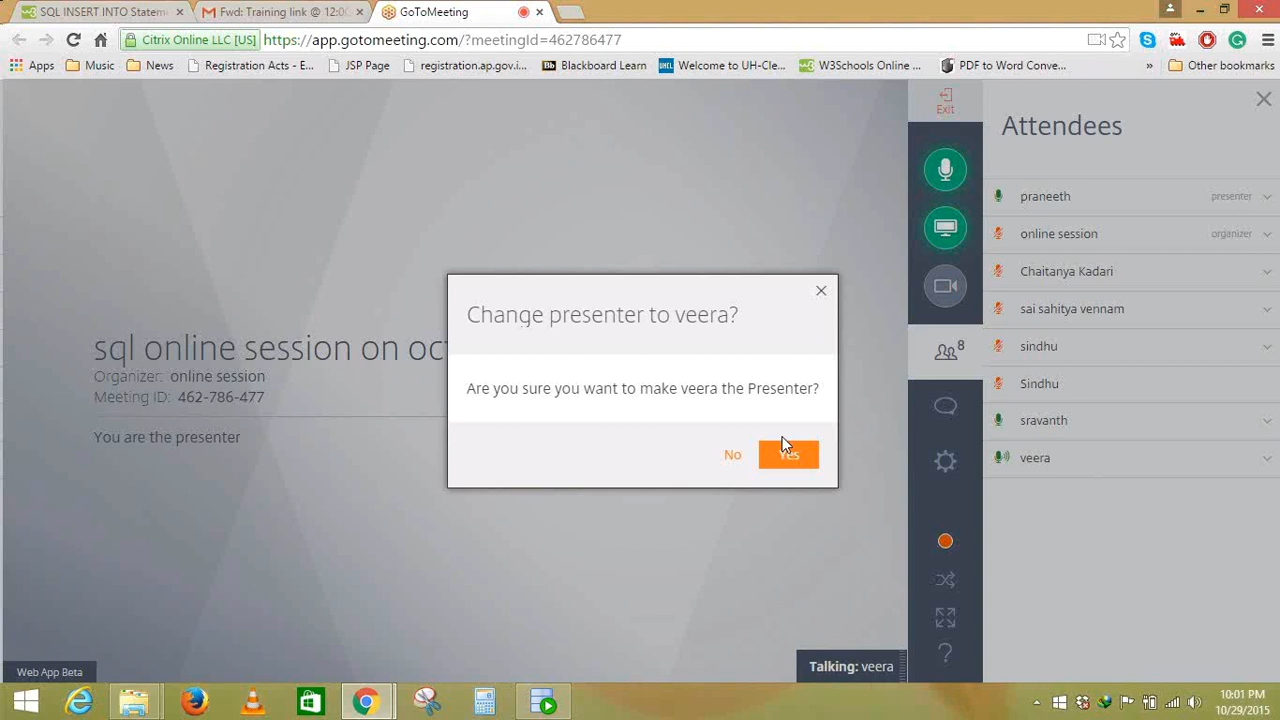 SQL INSERT INTO Statem
Fwd: Training link @ 12:00
GoToMeeting
Citrix Online LLC [US]
https://app.gotomeeting.com/?meetingId=462786477
Apps
Music
News
Registration Acts - E...
JSP Page
registration.ap.gov.i...
Bb
Blackboard Learn
UHCL
Welcome to UH-Cle...
W3Schools Online ...
PDF to Word Conve...
»
Other bookmarks
Exit
Attendees
praneeth
presenter
online session
organizer
Chaitanya Kadari
sai sahitya vennam
sindhu
8
Sindhu
sravanth
veera
Change presenter to veera?
Are you sure you want to make veera the Presenter?
No
Yes
sql online session on oct
Organizer: online session
Meeting ID: 462-786-477
You are the presenter
?
Web App Beta
Talking: veera
10:01 PM
10/29/2015